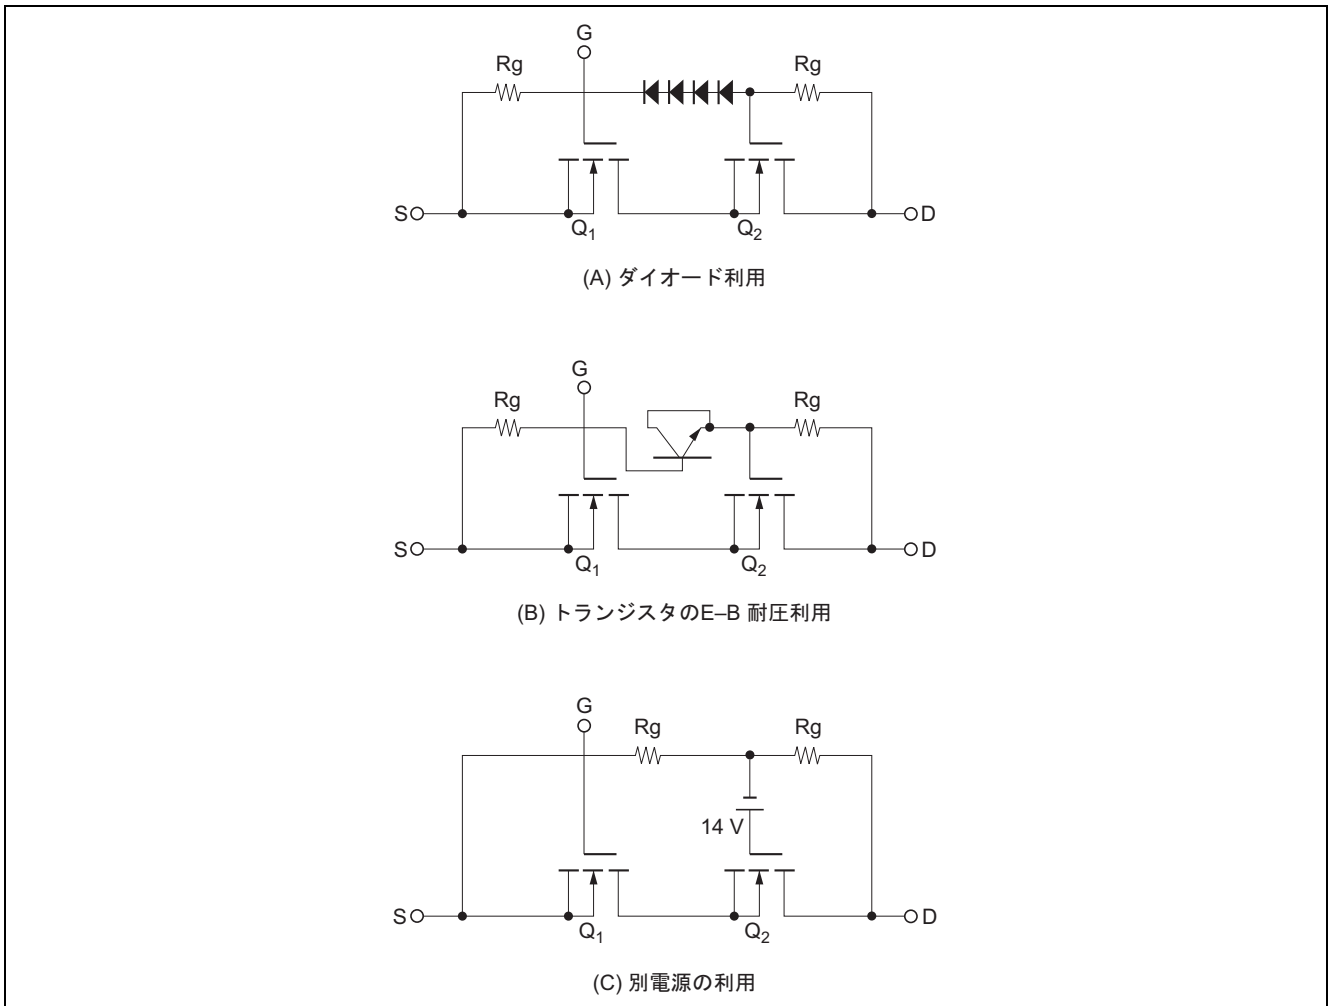 G
Rg Rg
S D
Q1 Q2
(A) ダイオード利用
G
Rg Rg
S D
Q1 Q2
(B) トランジスタのE–B 耐圧利用
G
Rg Rg
14 V
S D
Q1 Q2
(C) 別電源の利用